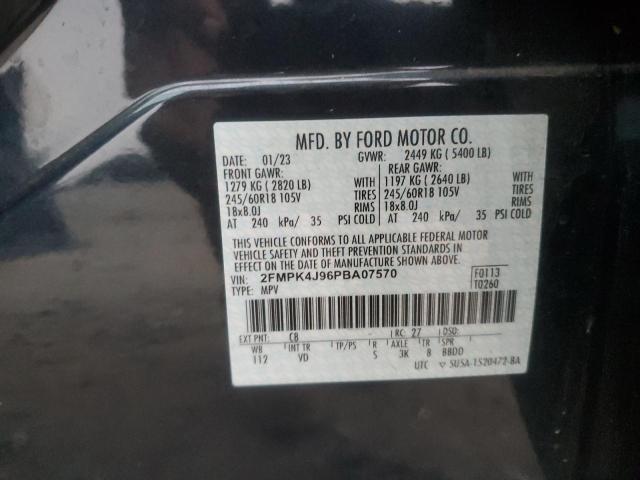 MFD. BY FORD MOTOR CO.
DATE: 01/23 GVWR: 2449 KG ( 5400 LB)
FRONT GAWR: REAR GAWR:
1279 KG ( 2820 LB) WITH 1197 KG ( 2640 LB) WITH
245/60R18 105V TIRES 245/60R18 105V TIRES
18x8.0J RIMS 18x8.0J RIMS
AT 240 kPa/ 35 PSI COLD AT 240 kPa/ 35 PSI COLD
THIS VEHICLE CONFORMS TO ALL APPLICABLE FEDERAL MOTOR
VEHICLE SAFETY AND THEFT PREVENTION STANDARDS IN
EFFECT ON THE DATE OF MANUFACTURE SHOWN ABOVE.
VIN: 2FMPK4J96PBA07570 F0113
TYPE: MPV T0260
EXT PNT: CB RC: 27 DSO:
WB INT TR TP/PS R AXLE TR SPR
112 VD S 3K 8 BBDD
UTC ▽ 5U5A-1520472-BA